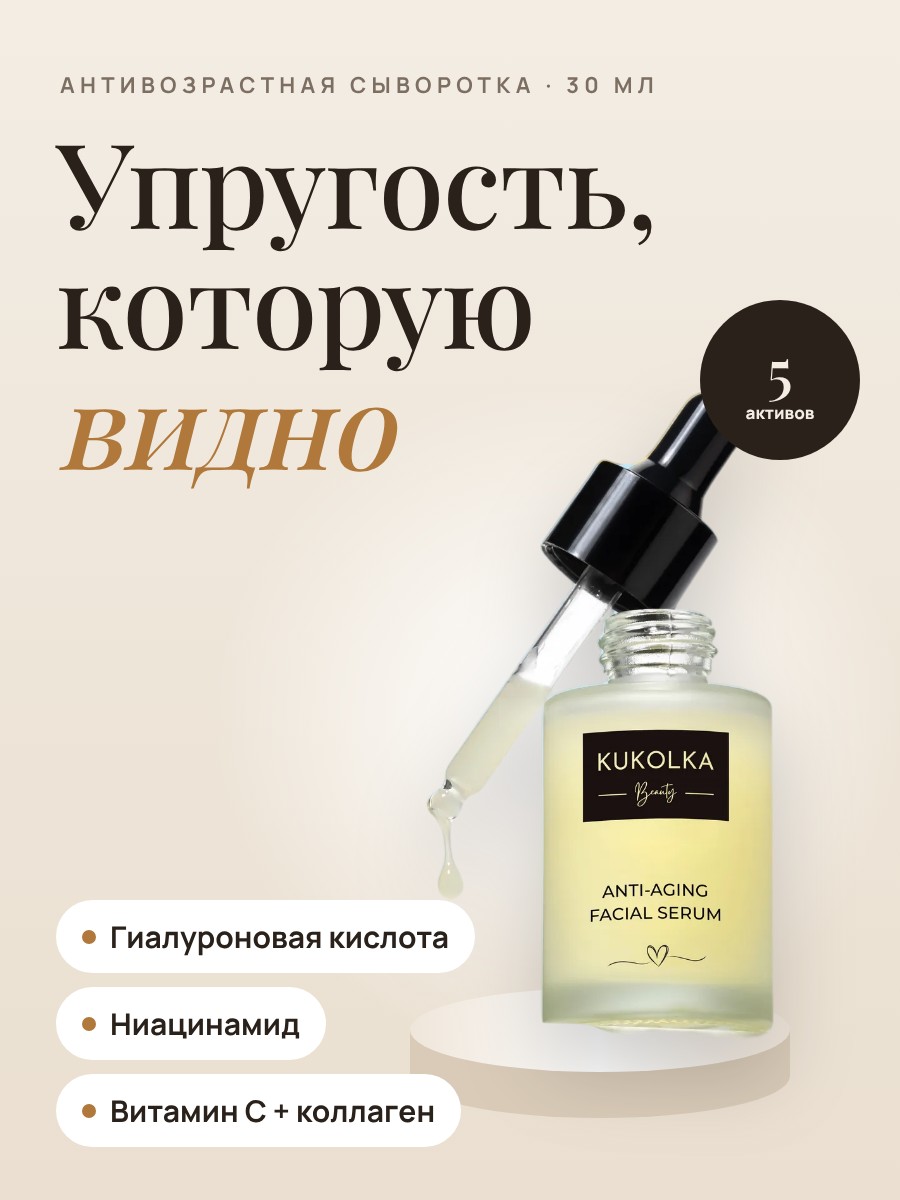 АНТИВОЗРАСТНАЯ СЫВОРОТКА · 30 МЛ
Упругость,
которую
видно
5
активов
KUKOLKA
Beauty
ANTI-AGING
FACIAL SERUM
Гиалуроновая кислота
Ниацинамид
Витамин С + коллаген